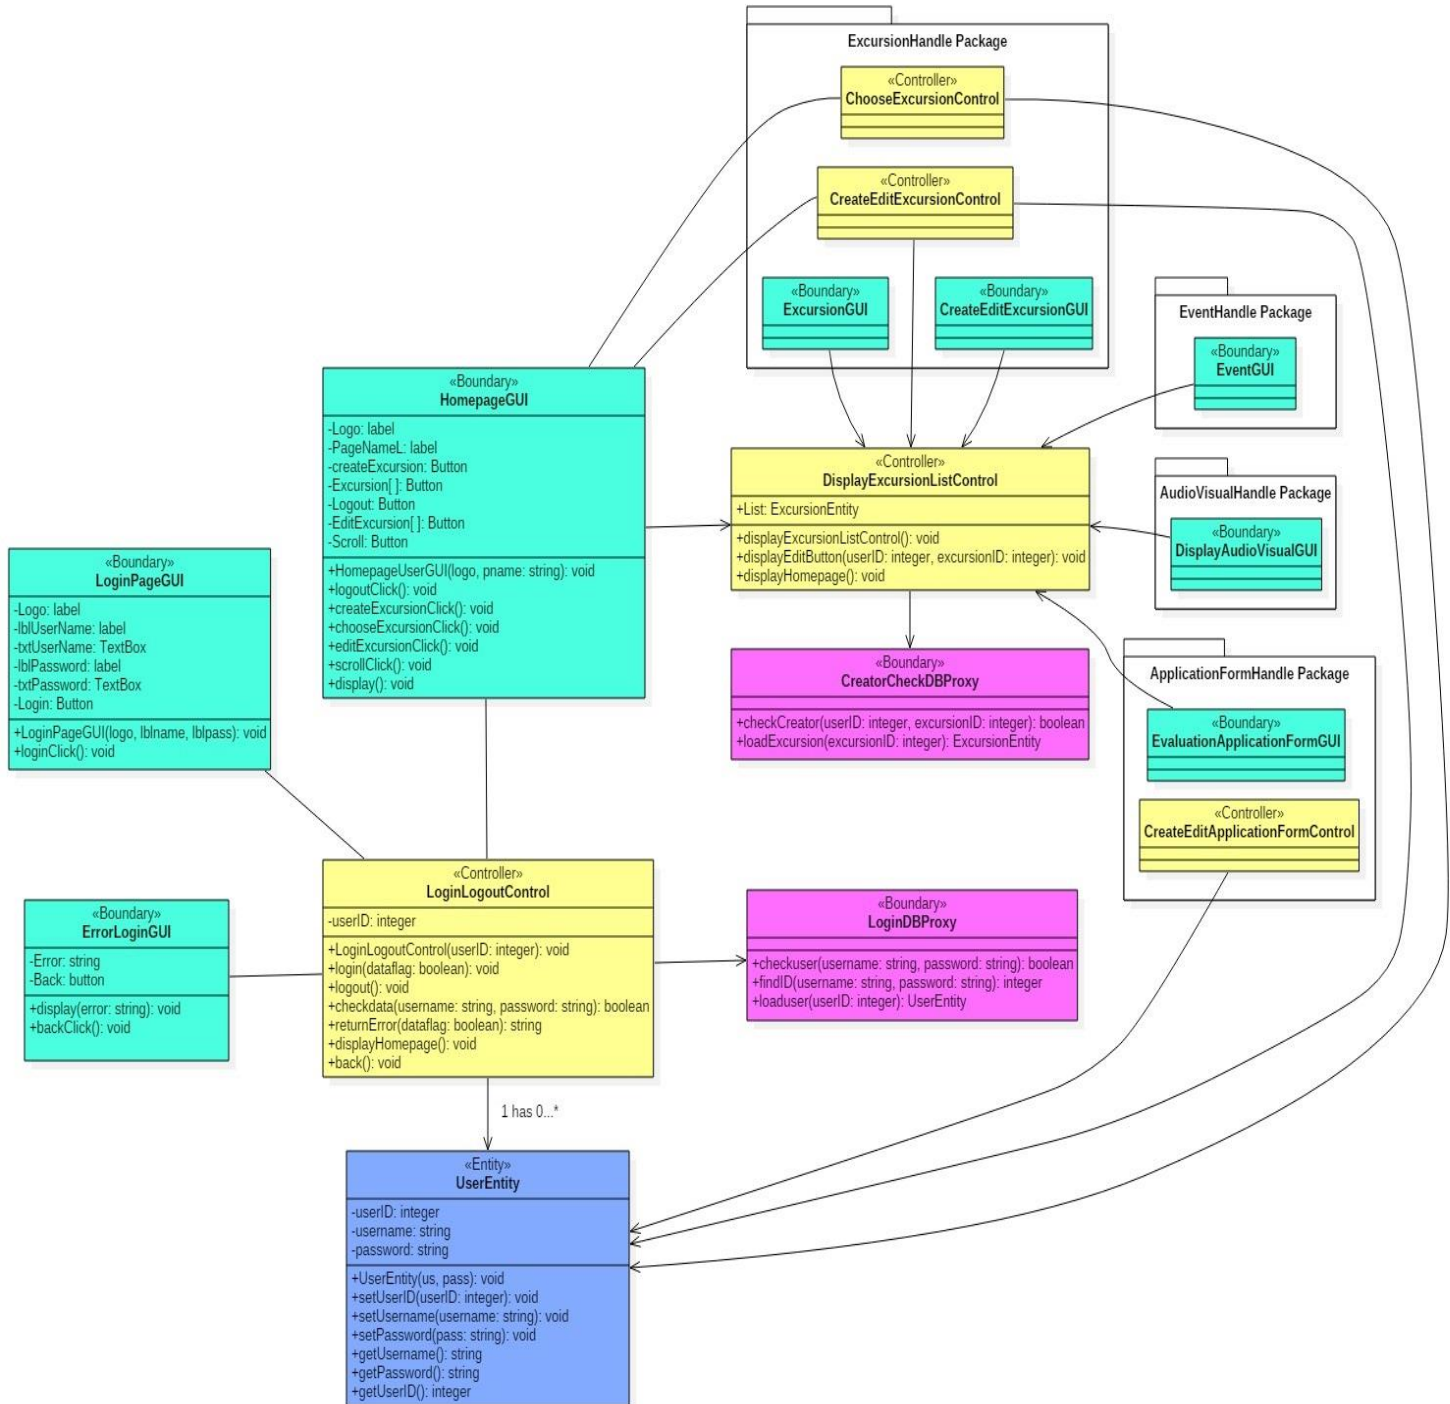 ExcursionHandle Package
«Controller»
ChooseExcursionControl
«Controller»
CreateEditExcursionControl
«Boundary»
ExcursionGUI
«Boundary»
CreateEditExcursionGUI
EventHandle Package
«Boundary»
EventGUI
«Boundary»
HomepageGUI
-Logo: label
-PageNameL: label
-createExcursion: Button
-Excursion[ ]: Button
-Logout: Button
-EditExcursion[ ]: Button
-Scroll: Button
+HomepageUserGUI(logo, pname: string): void
+logoutClick(): void
+createExcursionClick(): void
+chooseExcursionClick(): void
+editExcursionClick(): void
+scrollClick(): void
+display(): void
«Controller»
DisplayExcursionListControl
+List: ExcursionEntity
+displayExcursionListControl(): void
+displayEditButton(userID: integer, excursionID: integer): void
+displayHomepage(): void
AudioVisualHandle Package
«Boundary»
DisplayAudioVisualGUI
«Boundary»
LoginPageGUI
-Logo: label
-lblUserName: label
-txtUserName: TextBox
-lblPassword: label
-txtPassword: TextBox
-Login: Button
+LoginPageGUI(logo, lblname, lblpass): void
+loginClick(): void
«Boundary»
CreatorCheckDBProxy
+checkCreator(userID: integer, excursionID: integer): boolean
+loadExcursion(excursionID: integer): ExcursionEntity
ApplicationFormHandle Package
«Boundary»
EvaluationApplicationFormGUI
«Controller»
CreateEditApplicationFormControl
«Boundary»
ErrorLoginGUI
-Error: string
-Back: button
+display(error: string): void
+backClick(): void
«Controller»
LoginLogoutControl
-userID: integer
+LoginLogoutControl(userID: integer): void
+login(dataflag: boolean): void
+logout(): void
+checkdata(username: string, password: string): boolean
+returnError(dataflag: boolean): string
+displayHomepage(): void
+back(): void
«Boundary»
LoginDBProxy
+checkuser(username: string, password: string): boolean
+findID(username: string, password: string): integer
+loaduser(userID: integer): UserEntity
1 has 0...*
«Entity»
UserEntity
-userID: integer
-username: string
-password: string
+UserEntity(us, pass): void
+setUserID(userID: integer): void
+setUsername(username: string): void
+setPassword(pass: string): void
+getUsername(): string
+getPassword(): string
+getUserID(): integer